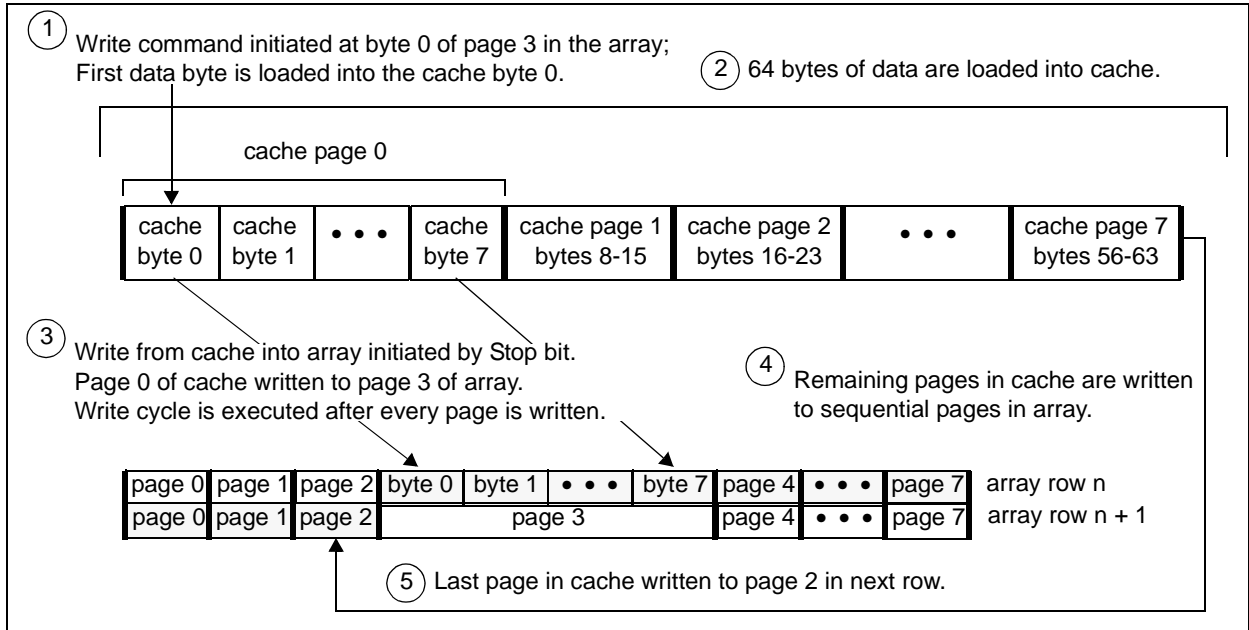 1
Write command initiated at byte 0 of page 3 in the array;
First data byte is loaded into the cache byte 0.
2 64 bytes of data are loaded into cache.
cache page 0
cache byte 0 cache byte 1 • • • cache byte 7 cache page 1 bytes 8-15 cache page 2 bytes 16-23 • • • cache page 7 bytes 56-63
3
Write from cache into array initiated by Stop bit.
Page 0 of cache written to page 3 of array.
Write cycle is executed after every page is written.
4
Remaining pages in cache are written
to sequential pages in array.
page 0 page 1 page 2 byte 0 byte 1 • • • byte 7 page 4 • • • page 7 array row n
page 0 page 1 page 2 page 3 page 4 • • • page 7 array row n + 1
5 Last page in cache written to page 2 in next row.